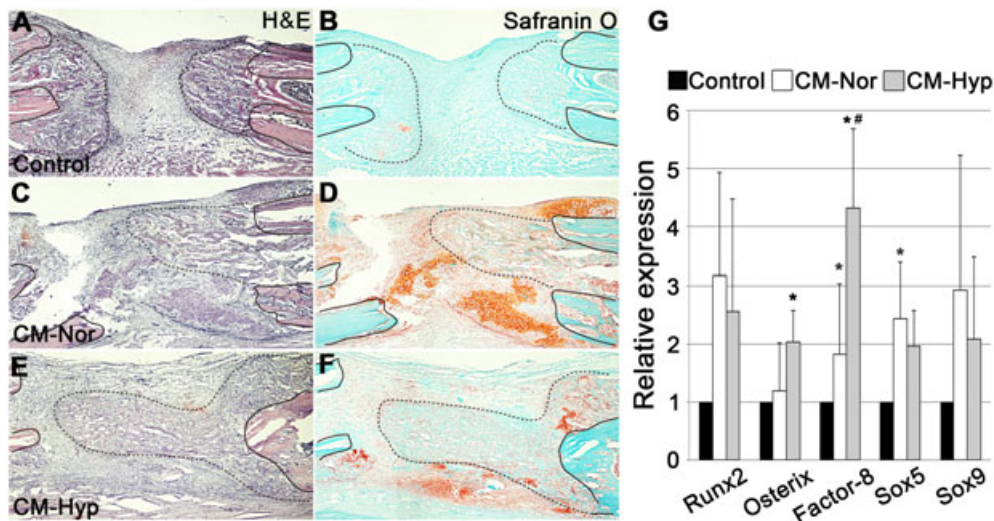 A H&E
B Safranin O
Control
C
D
CM-Nor
E
F
CM-Hyp
G
Control CM-Nor CM-Hyp
Relative expression
6
5
4
3
2
1
0
*
*
*#
*
Runx2 Osterix Factor-8 Sox5 Sox9